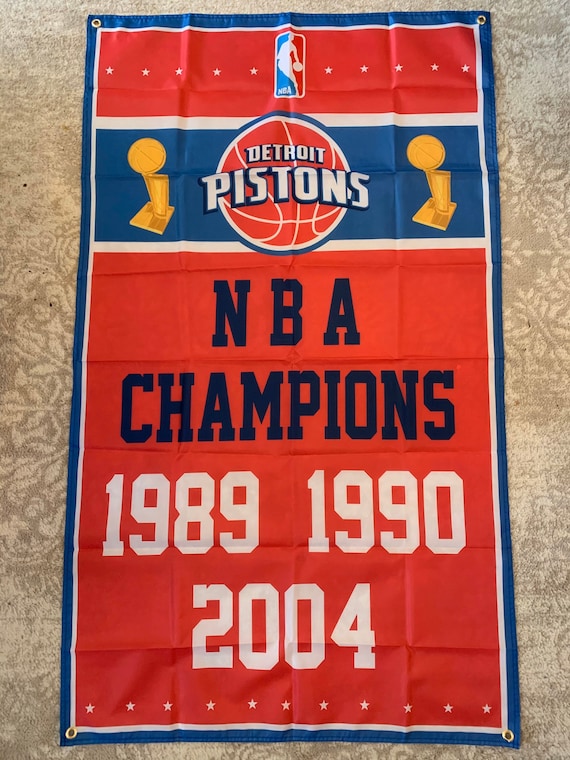 NBA
DETROIT
PISTONS
NBA
CHAMPIONS
1989 1990
2004